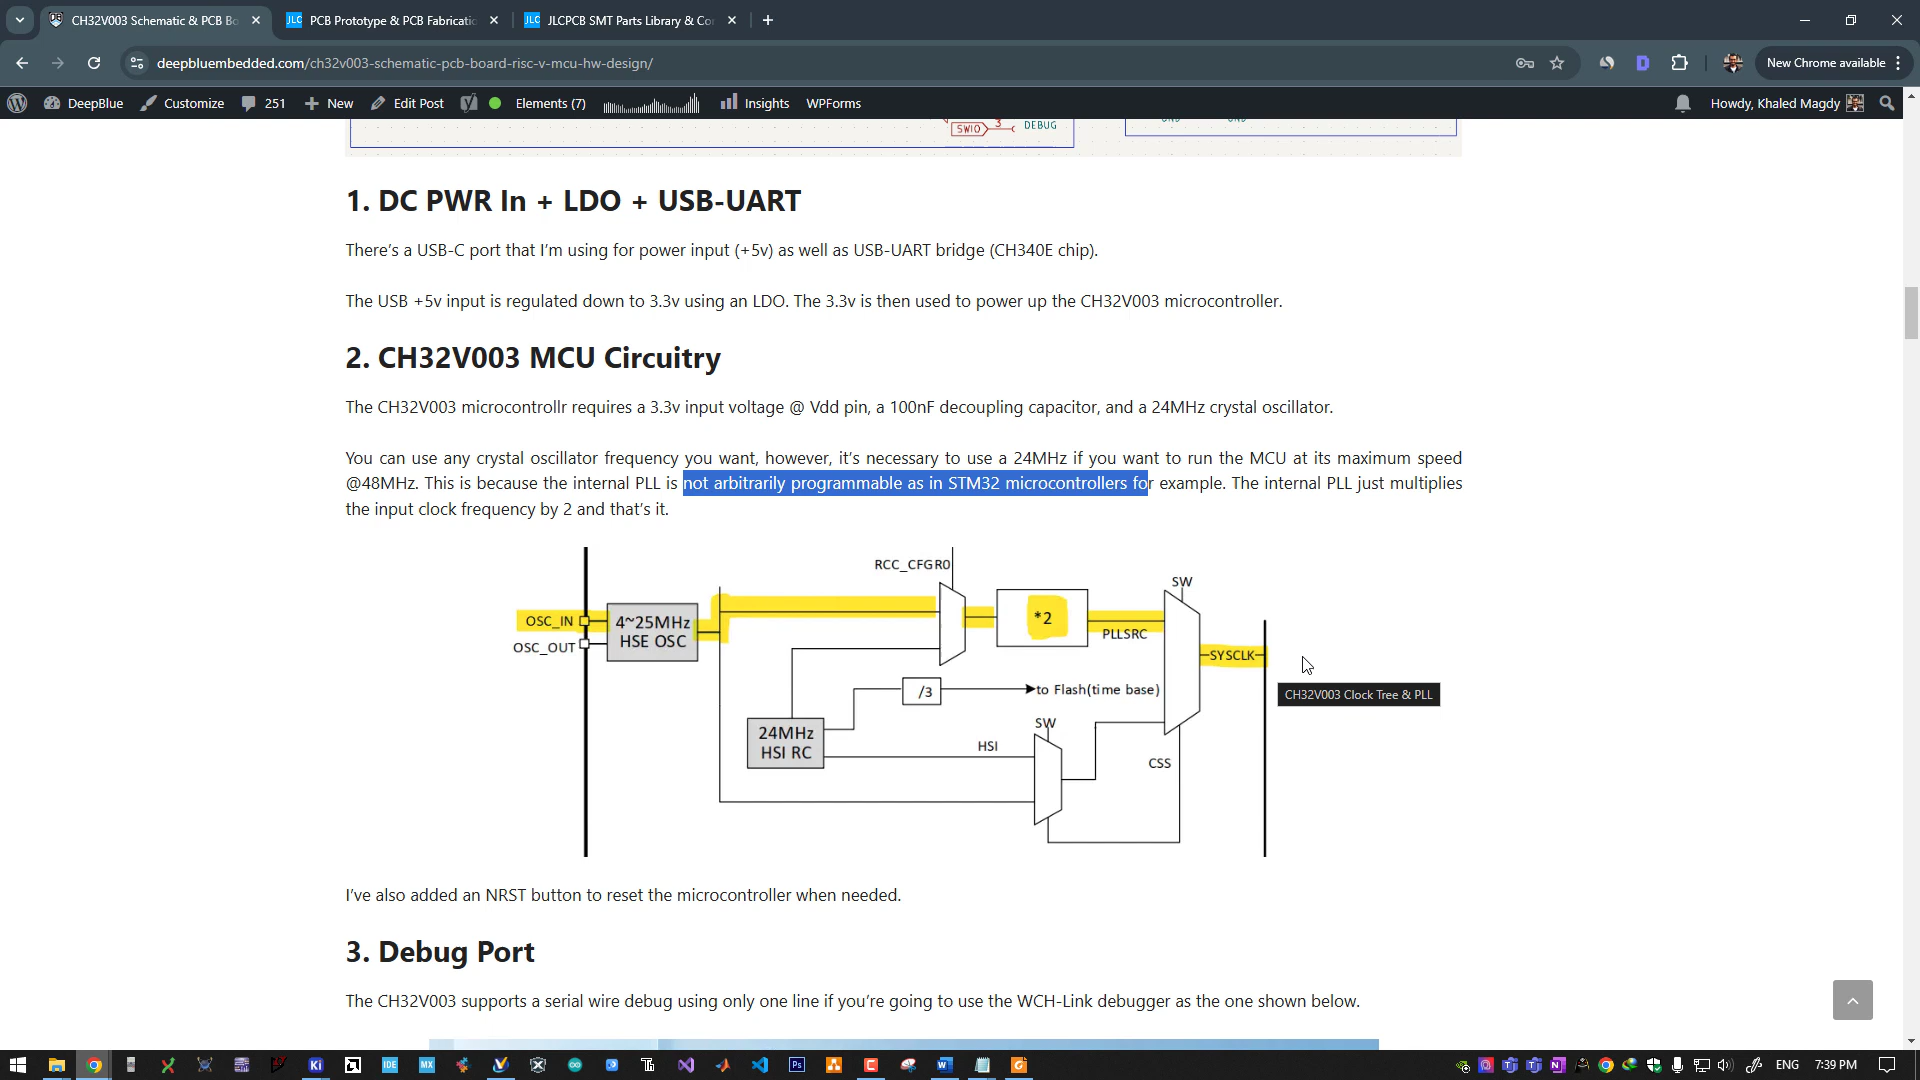 CH32V003 Schematic & PCB Bo
PCB Prototype & PCB Fabricatio
JLCPCB SMT Parts Library & Co
deepbluembedded.com/ch32v003-schematic-pcb-board-risc-v-mcu-hw-design/
New Chrome available
DeepBlue
Customize
251
New
Edit Post
Elements (7)
Insights
WPForms
Howdy, Khaled Magdy
SWIO 3 DEBUG
1. DC PWR In + LDO + USB-UART
There's a USB-C port that I'm using for power input (+5v) as well as USB-UART bridge (CH340E chip).
The USB +5v input is regulated down to 3.3v using an LDO. The 3.3v is then used to power up the CH32V003 microcontroller.
2. CH32V003 MCU Circuitry
The CH32V003 microcontrollr requires a 3.3v input voltage @ Vdd pin, a 100nF decoupling capacitor, and a 24MHz crystal oscillator.
You can use any crystal oscillator frequency you want, however, it's necessary to use a 24MHz if you want to run the MCU at its maximum speed
@48MHz. This is because the internal PLL is not arbitrarily programmable as in STM32 microcontrollers for example. The internal PLL just multiplies
the input clock frequency by 2 and that's it.
RCC_CFGR0
SW
OSC_IN
4~25MHz
HSE OSC
*2
PLLSRC
OSC_OUT
SYSCLK
/3
to Flash(time base)
CH32V003 Clock Tree & PLL
SW
24MHz
HSI RC
HSI
CSS
I've also added an NRST button to reset the microcontroller when needed.
3. Debug Port
The CH32V003 supports a serial wire debug using only one line if you're going to use the WCH-Link debugger as the one shown below.
ENG
7:39 PM